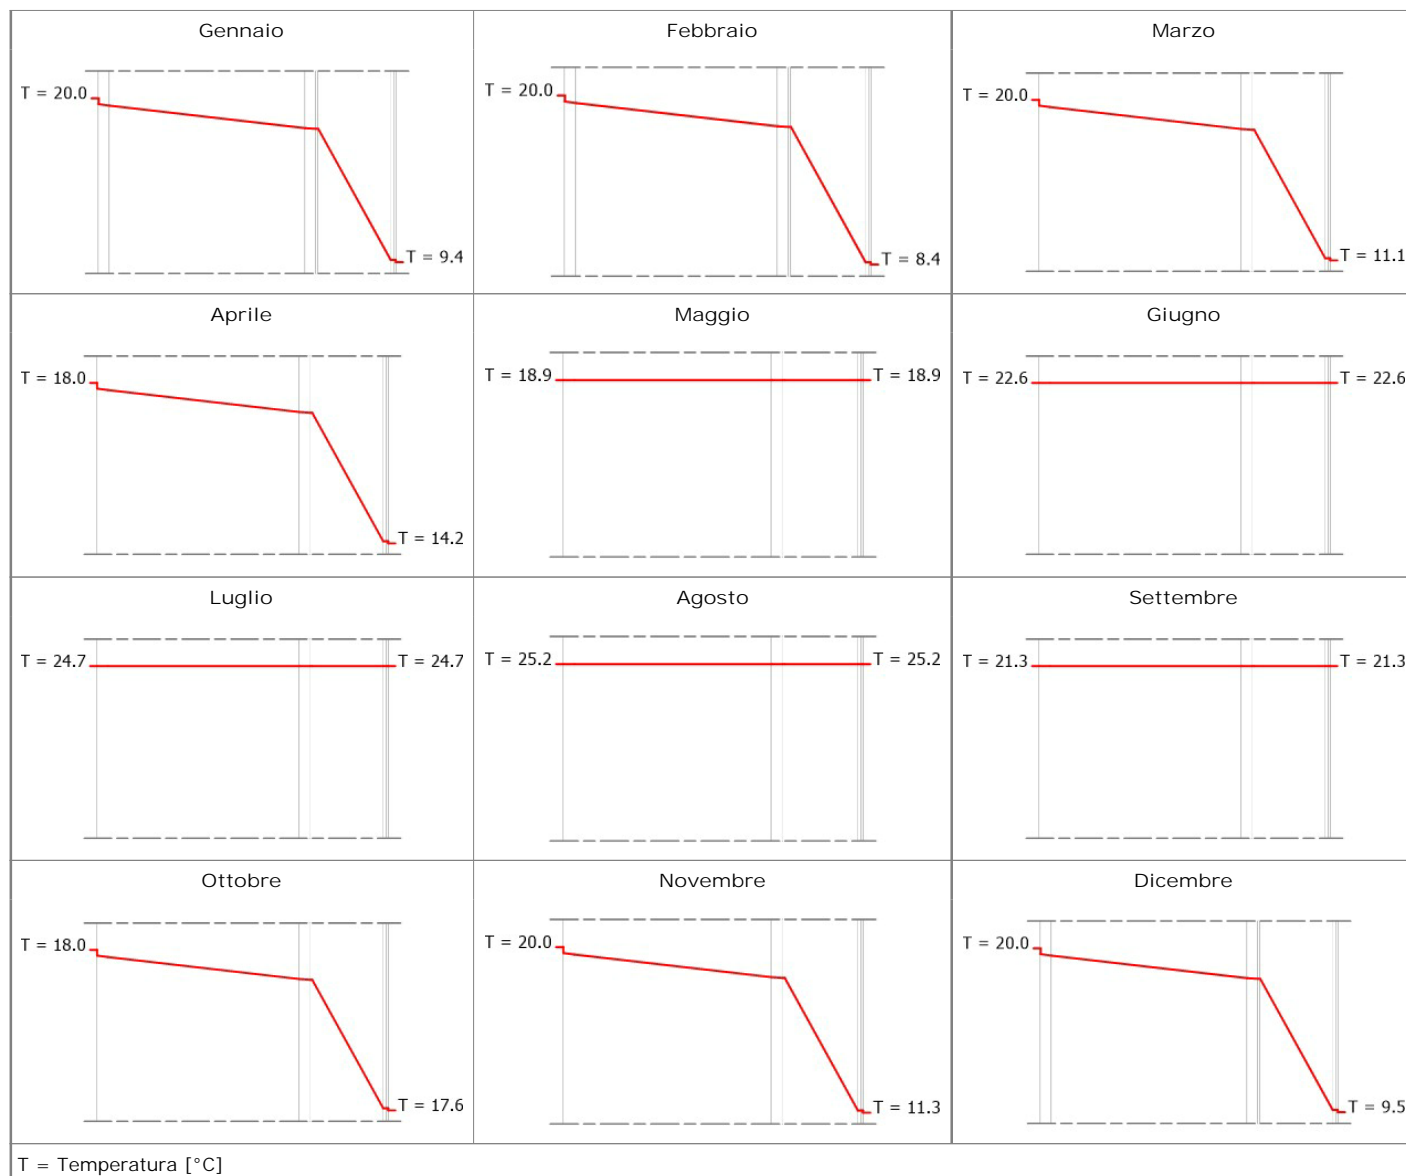 Gennaio
T = 20.0
T = 9.4
Febbraio
T = 20.0
T = 8.4
Marzo
T = 20.0
T = 11.1
Aprile
T = 18.0
T = 14.2
Maggio
T = 18.9
T = 18.9
Giugno
T = 22.6
T = 22.6
Luglio
T = 24.7
T = 24.7
Agosto
T = 25.2
T = 25.2
Settembre
T = 21.3
T = 21.3
Ottobre
T = 18.0
T = 17.6
Novembre
T = 20.0
T = 11.3
Dicembre
T = 20.0
T = 9.5
T = Temperatura [°C]